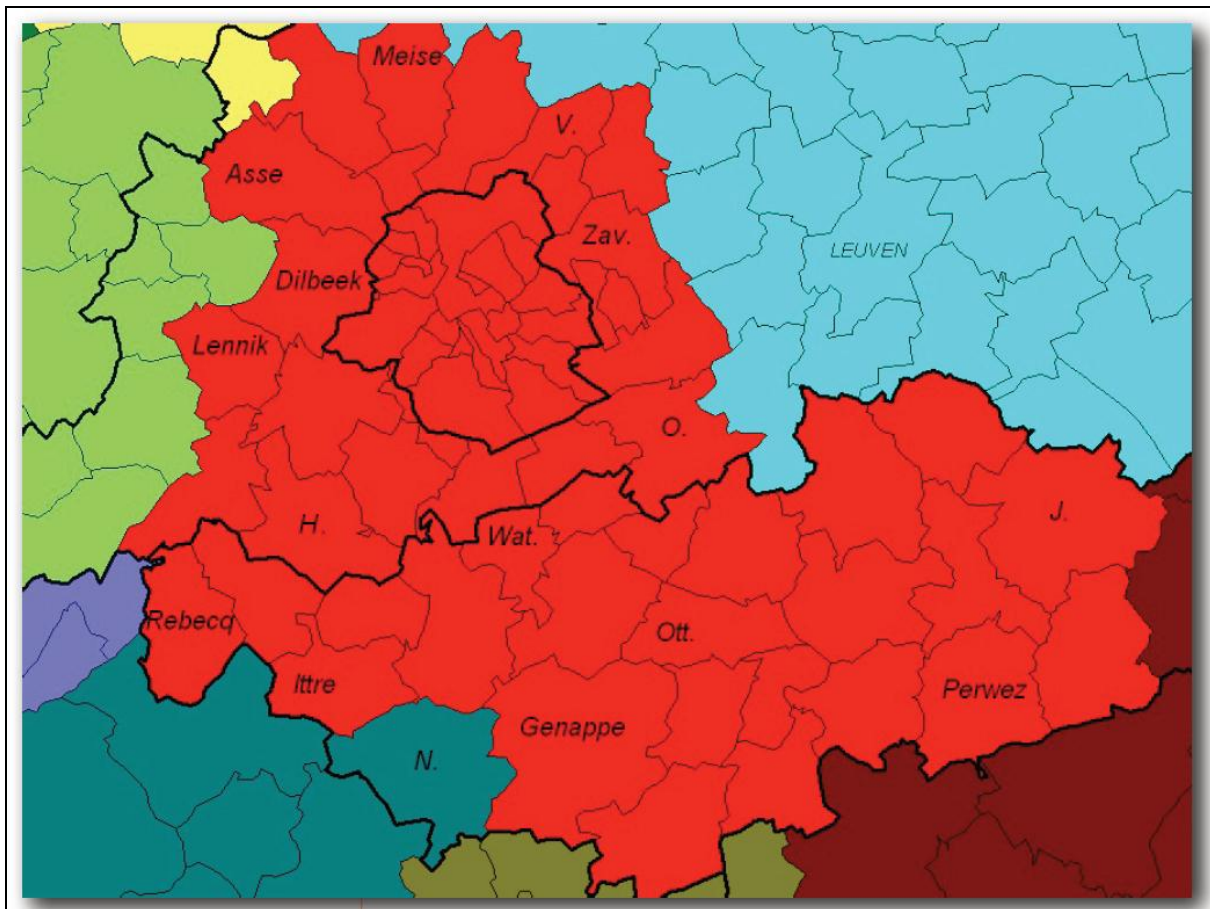 Meise
V.
Asse
Zav.
LEUVEN
Dilbeek
Lennik
O.
J.
H.
Wat.
Rebecq
Ott.
Ittre
Perwez
Genappe
N.